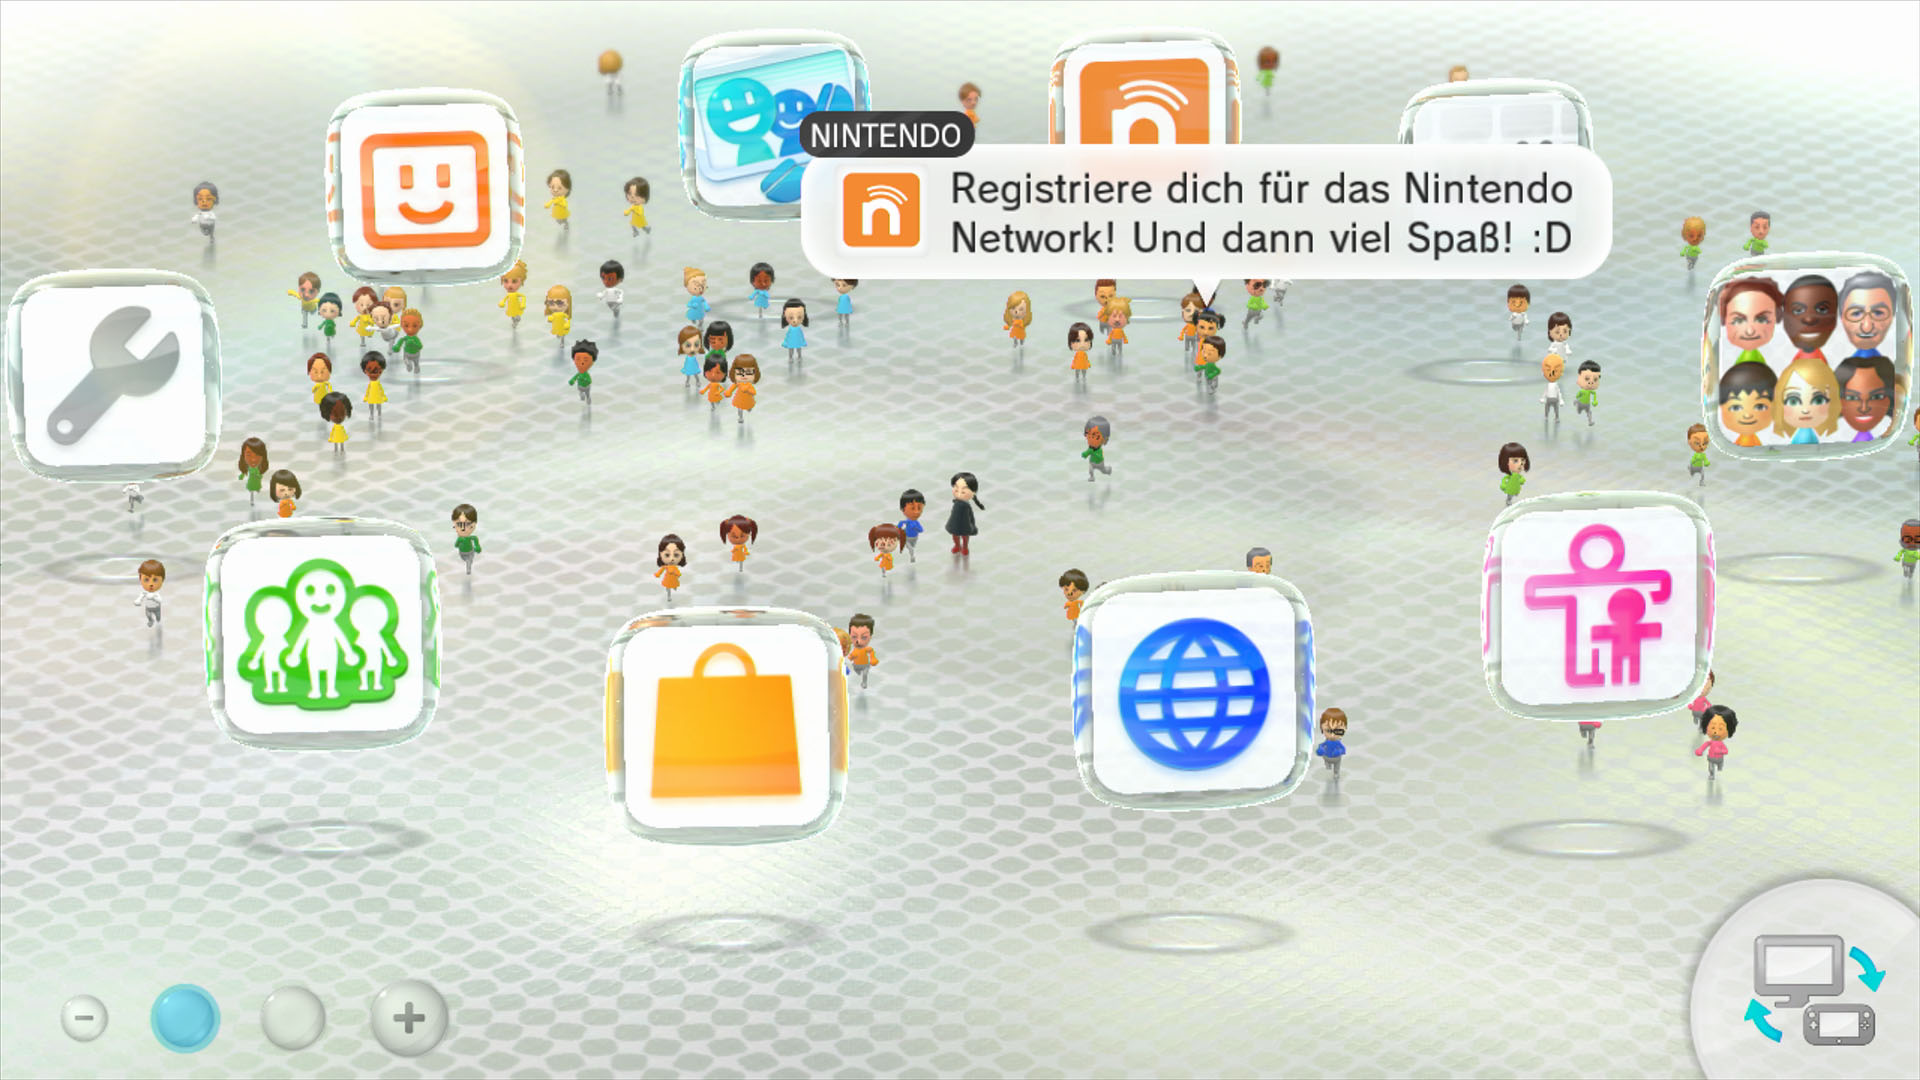 NINTENDO
Registriere dich für das Nintendo
Network! Und dann viel Spaß! :D